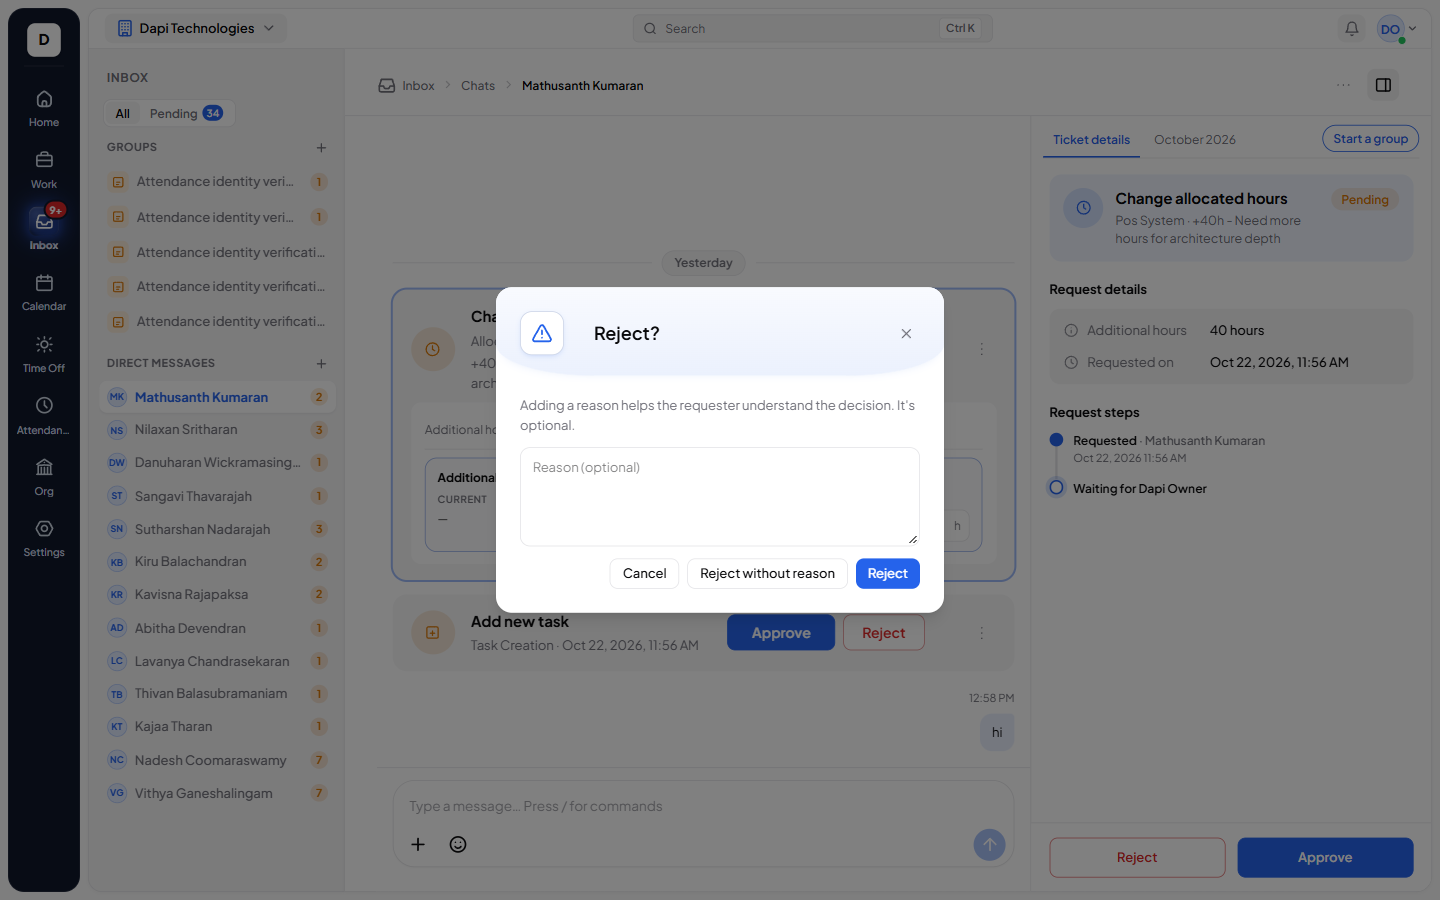 D
Home
Work
9+
Inbox
Calendar
Time Off
Attendan...
Org
Settings
Dapi Technologies
Search
Ctrl K
DO
INBOX
All
Pending 34
GROUPS
Attendance identity veri... 1
Attendance identity veri... 1
Attendance identity verificati...
Attendance identity verificati...
Attendance identity verificati...
DIRECT MESSAGES
MK Mathusanth Kumaran 2
NS Nilaxan Sritharan 3
DW Danuharan Wickramasing... 1
ST Sangavi Thavarajah 1
SN Sutharshan Nadarajah 3
KB Kiru Balachandran 2
KR Kavisna Rajapaksa 2
AD Abitha Devendran 1
LC Lavanya Chandrasekaran 1
TB Thivan Balasubramaniam 1
KT Kajaa Tharan 1
NC Nadesh Coomaraswamy 7
VG Vithya Ganeshalingam 7
Inbox > Chats > Mathusanth Kumaran
Yesterday
Cha
Alloc
+40
arch
Additional ho
Additional
CURRENT
—
h
Reject?
Adding a reason helps the requester understand the decision. It's
optional.
Reason (optional)
Cancel
Reject without reason
Reject
Add new task
Task Creation · Oct 22, 2026, 11:56 AM
Approve
Reject
12:58 PM
hi
Type a message... Press / for commands
Ticket details
October 2026
Start a group
Change allocated hours
Pending
Pos System · +40h - Need more
hours for architecture depth
Request details
Additional hours 40 hours
Requested on Oct 22, 2026, 11:56 AM
Request steps
Requested · Mathusanth Kumaran
Oct 22, 2026 11:56 AM
Waiting for Dapi Owner
Reject
Approve